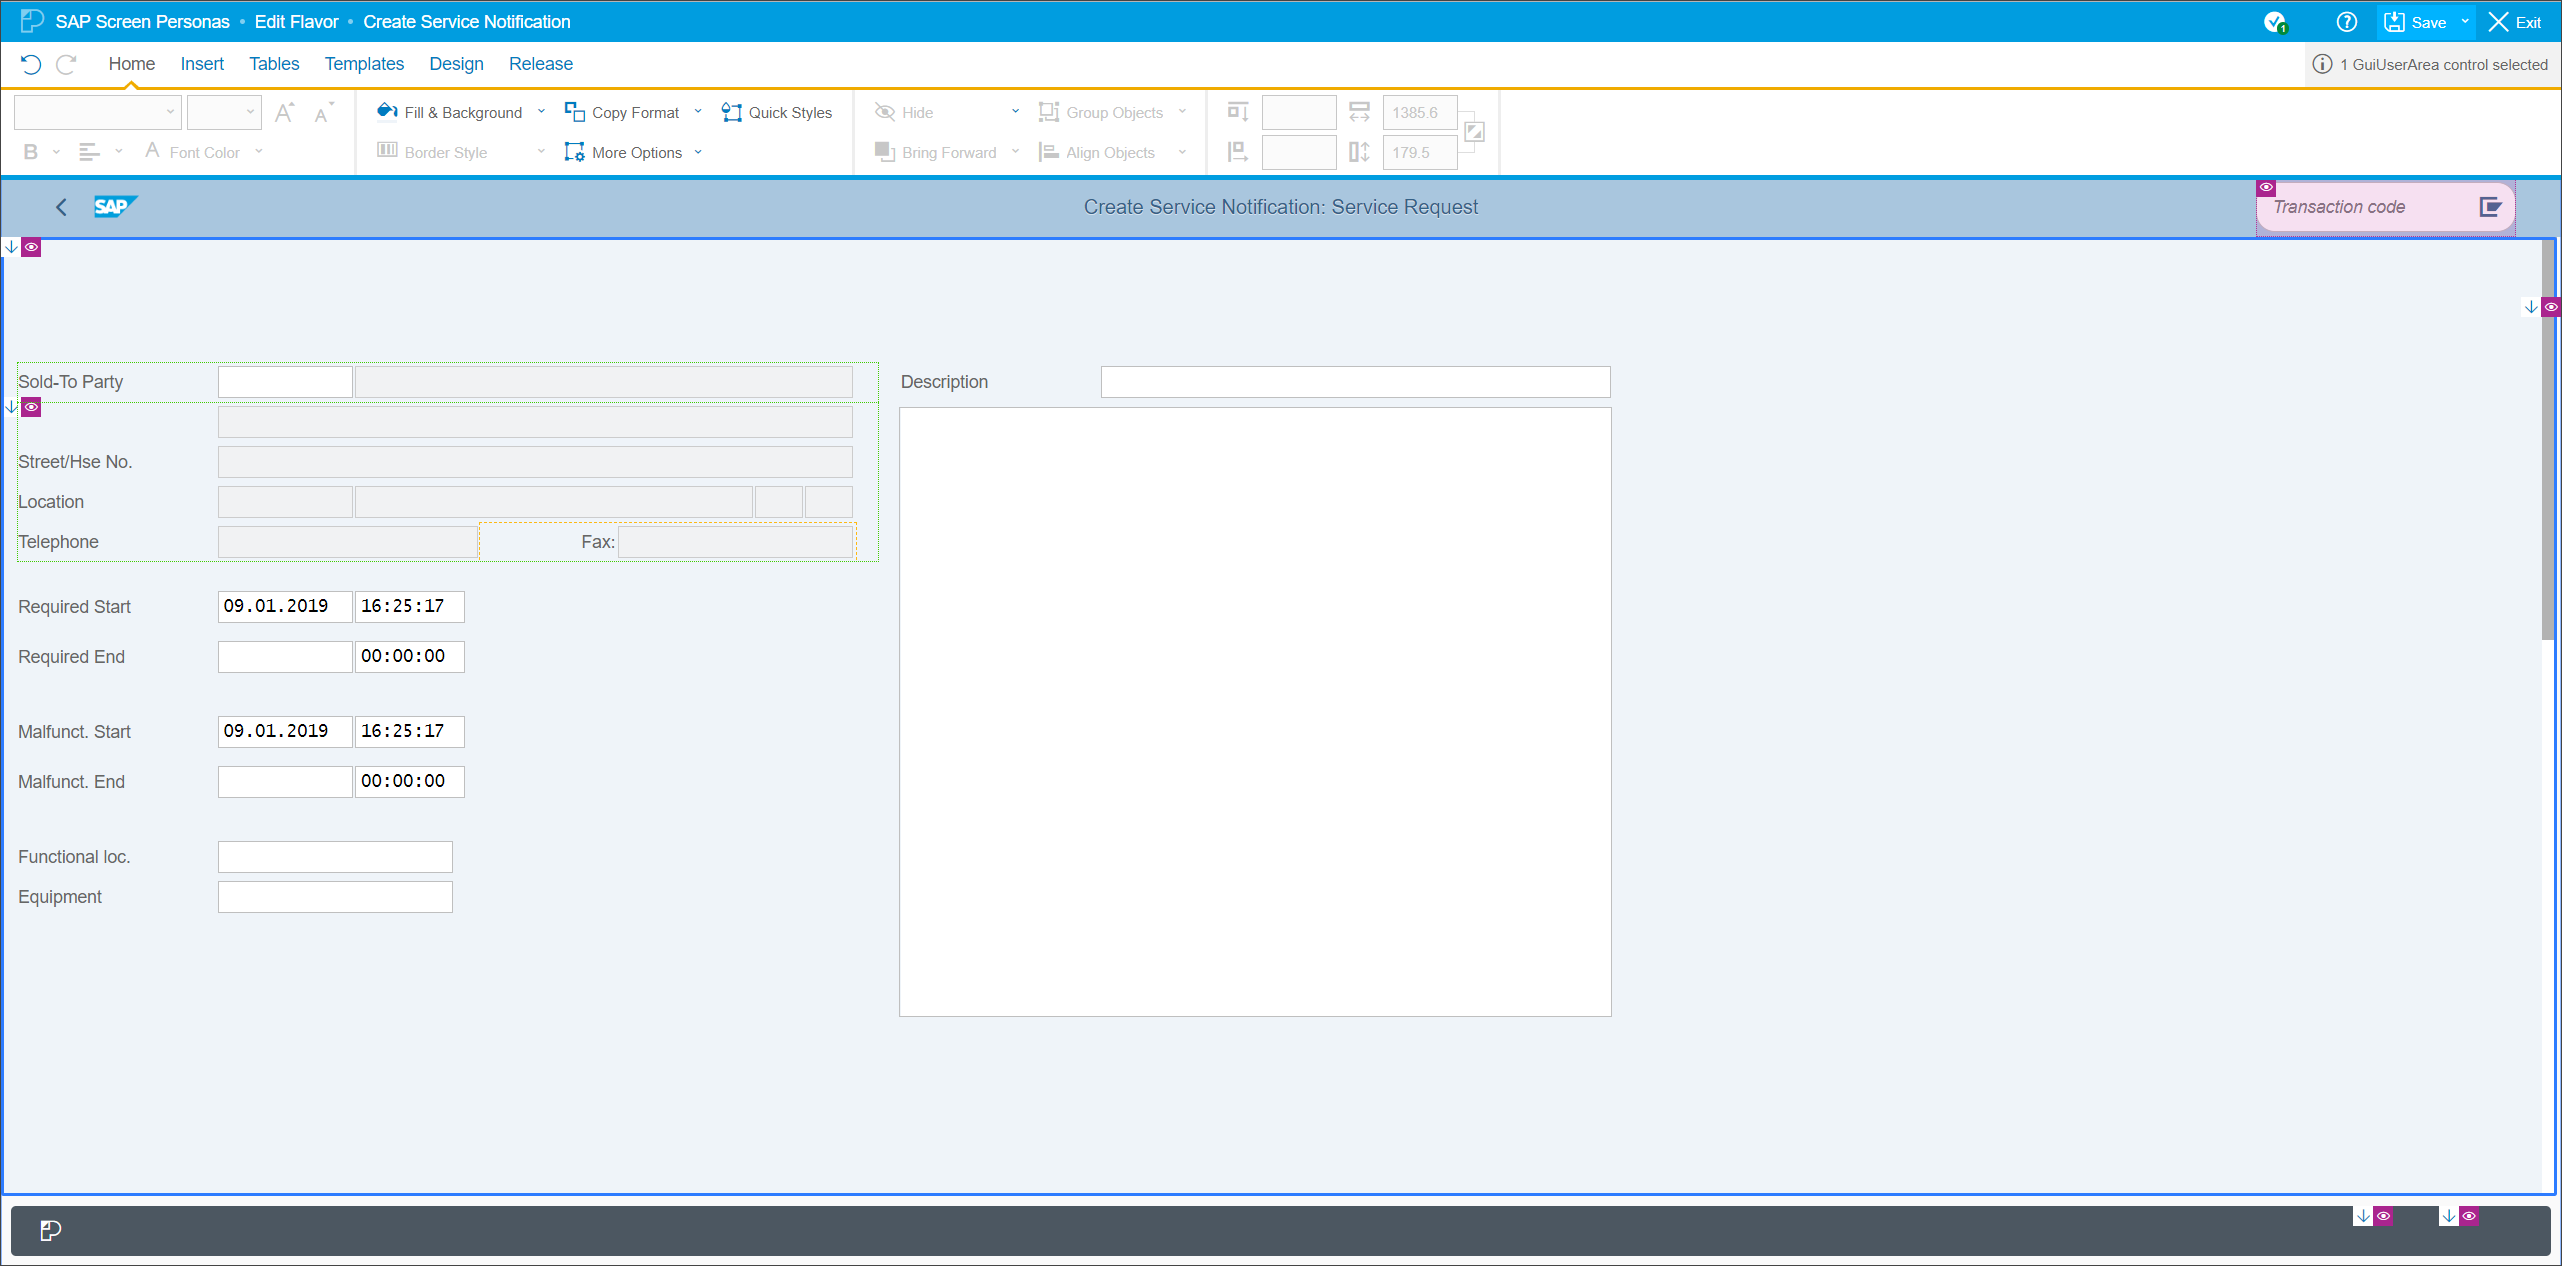 SAP Screen Personas • Edit Flavor • Create Service Notification
1
Save
Exit
Home Insert Tables Templates Design Release
1 GuiUserArea control selected
Fill & Background Copy Format Quick Styles Hide Group Objects 1385.6
B A Font Color Border Style More Options Bring Forward Align Objects 179.5
SAP Create Service Notification: Service Request Transaction code
Sold-To Party
Description
Street/Hse No.
Location
Telephone Fax:
Required Start 09.01.2019 16:25:17
Required End 00:00:00
Malfunct. Start 09.01.2019 16:25:17
Malfunct. End 00:00:00
Functional loc.
Equipment